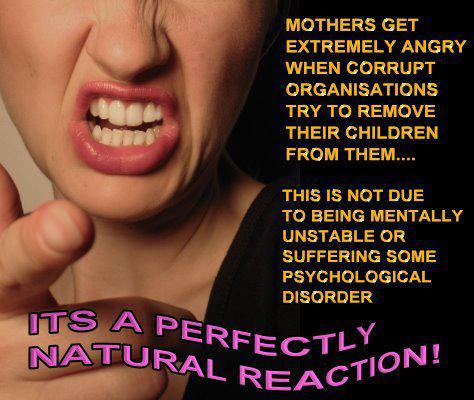 MOTHERS GET
EXTREMELY ANGRY
WHEN CORRUPT
ORGANISATIONS
TRY TO REMOVE
THEIR CHILDREN
FROM THEM....
THIS IS NOT DUE
TO BEING MENTALLY
UNSTABLE OR
SUFFERING SOME
PSYCHOLOGICAL
DISORDER
ITS A PERFECTLY
NATURAL REACTION!